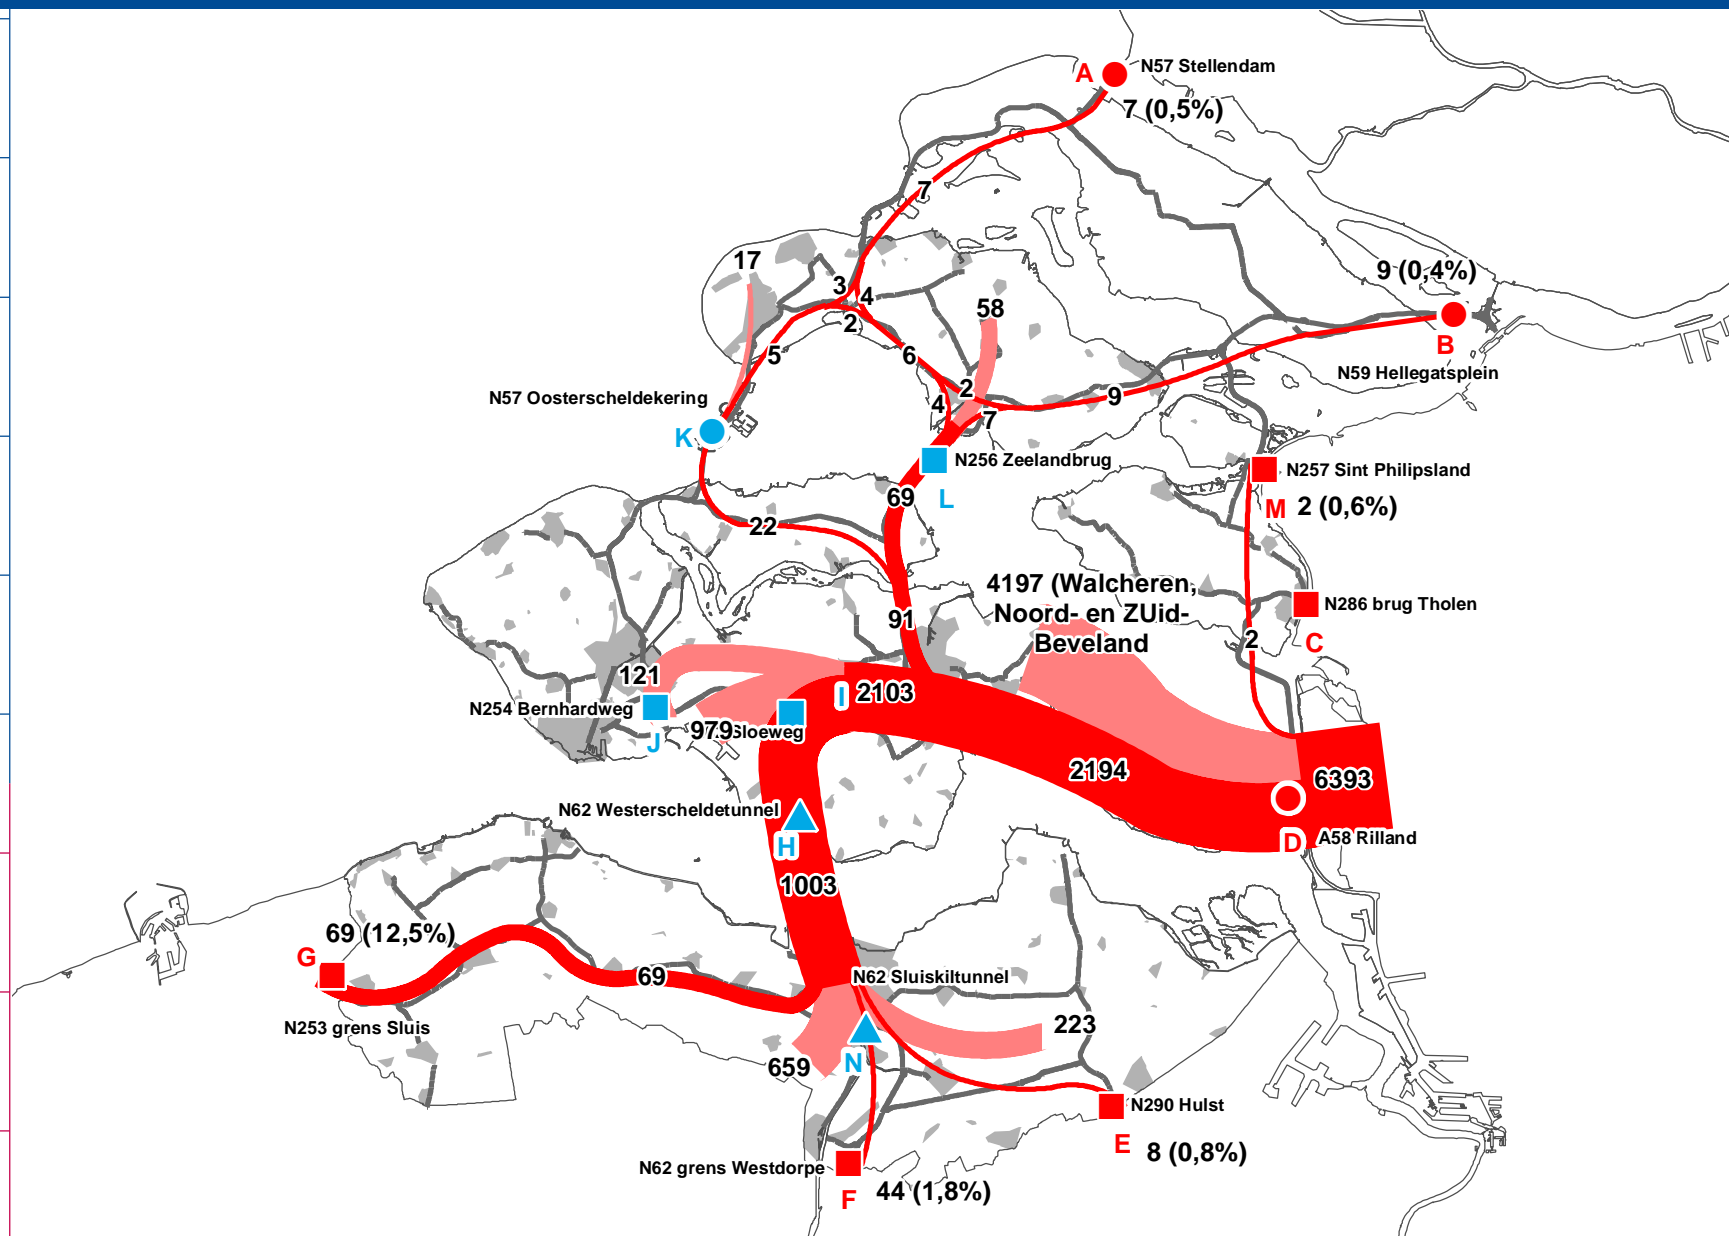 A
N57 Stellendam
7 (0,5%)
7
17
9 (0,4%)
3
4
58
2
B
5
6
N59 Hellegatsplein
2
9
N57 Oosterscheldekering
4
7
K
N256 Zeelandbrug
N257 Sint Philipsland
69
L
M
2 (0,6%)
22
4197 (Walcheren,
Noord- en ZUid-
Beveland
N286 brug Tholen
91
2
C
121
I
2103
N254 Bernhardweg
979
Sloeweg
J
2194
6393
N62 Westerscheldetunnel
H
D
A58 Rilland
1003
69 (12,5%)
G
69
N62 Sluiskiltunnel
N253 grens Sluis
223
659
N
N290 Hulst
E
8 (0,8%)
N62 grens Westdorpe
F
44 (1,8%)